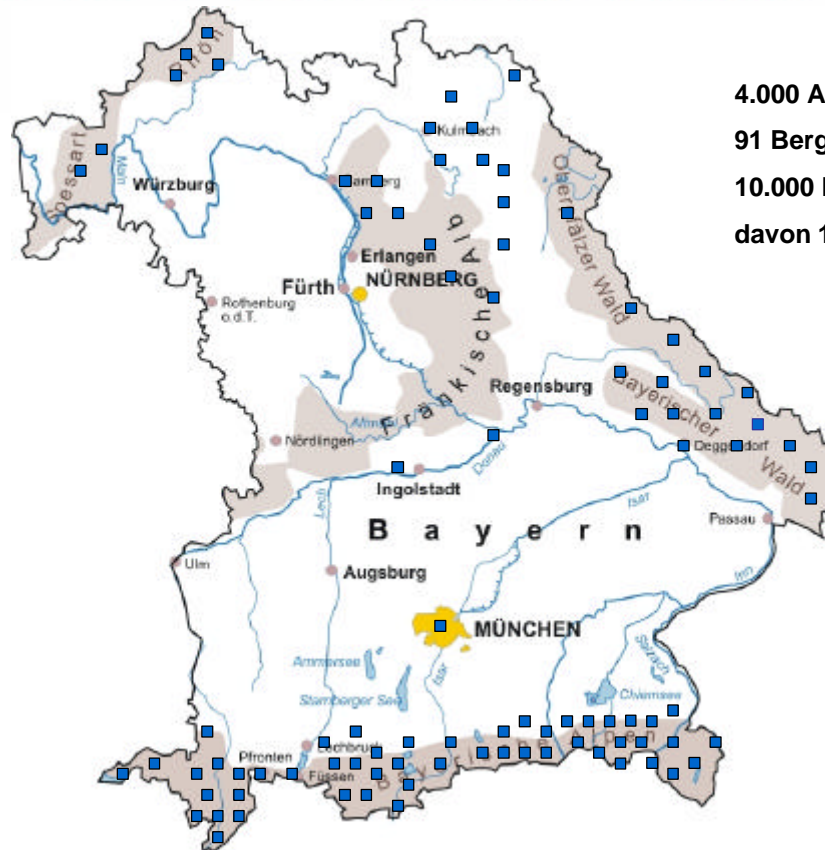 Rhön
4.000 A
Kulmbach
91 Berg
Spessart
Main
Würzburg
10.000
davon 1
Oberpfälzer Wald
Erlangen
Fürth
NÜRNBERG
Rothenburg
o.d.T.
Fränkische Alb
Regensburg
Bayerischer
Wald
Altmühl
Nördlingen
Donau
Deggendorf
Ingolstadt
Lech
Isar
Bayern
Passau
Ulm
Augsburg
Inn
MÜNCHEN
Ammersee
Isar
Salzach
Starnberger See
Chiemsee
Lechbruck
Pfronten
Bayerische Alpen
Füssen